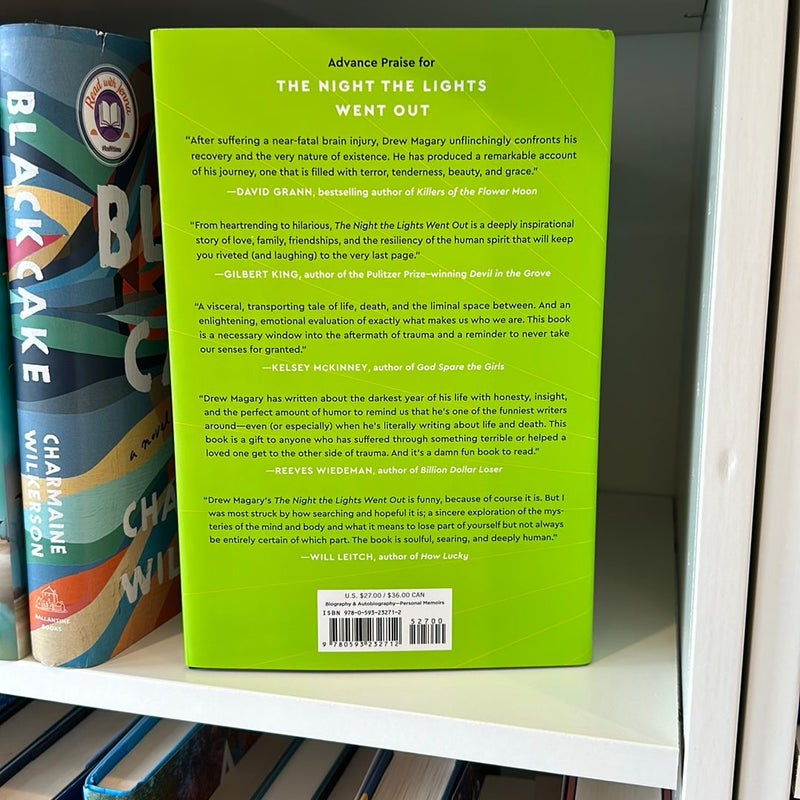 Read with Jenna
BLACK CAKE
CHARMAINE
WILKERSON
BALLANTINE
BOOKS
a novel
Advance Praise for
THE NIGHT THE LIGHTS
WENT OUT
“After suffering a near-fatal brain injury, Drew Magary unflinchingly confronts his
recovery and the very nature of existence. He has produced a remarkable account
of his journey, one that is filled with terror, tenderness, beauty, and grace.”
—DAVID GRANN, bestselling author of Killers of the Flower Moon
“From heartrending to hilarious, The Night the Lights Went Out is a deeply inspirational
story of love, family, friendships, and the resiliency of the human spirit that will keep
you riveted (and laughing) to the very last page.”
—GILBERT KING, author of the Pulitzer Prize–winning Devil in the Grove
“A visceral, transporting tale of life, death, and the liminal space between. And an
enlightening, emotional evaluation of exactly what makes us who we are. This book
is a necessary window into the aftermath of trauma and a reminder to never take
our senses for granted.”
—KELSEY MCKINNEY, author of God Spare the Girls
“Drew Magary has written about the darkest year of his life with honesty, insight,
and the perfect amount of humor to remind us that he's one of the funniest writers
around—even (or especially) when he's literally writing about life and death. This
book is a gift to anyone who has suffered through something terrible or helped a
loved one get to the other side of trauma. And it's a damn fun book to read.”
—REEVES WIEDEMAN, author of Billion Dollar Loser
“Drew Magary's The Night the Lights Went Out is funny, because of course it is. But I
was most struck by how searching and hopeful it is; a sincere exploration of the mys-
teries of the mind and body and what it means to lose part of yourself but not always
be entirely certain of which part. The book is soulful, searing, and deeply human.”
—WILL LEITCH, author of How Lucky
U.S. $27.00 / $36.00 CAN
Biography & Autobiography—Personal Memoirs
ISBN 978-0-593-23271-2
52700
9 780593 232712